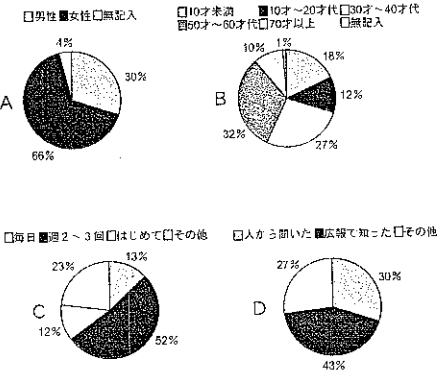 □男性■女性□無記入
4%
30%
A
66%
□10才未満 ■10才~20才代□30才~40才代
▩50才~60才代□70才以上 □無記入
10%
1%
18%
B
12%
32%
27%
□毎日■週2~3回□はじめて□その他
23%
13%
C
12%
52%
□人から聞いた■広報で知った□その他
27%
30%
D
43%